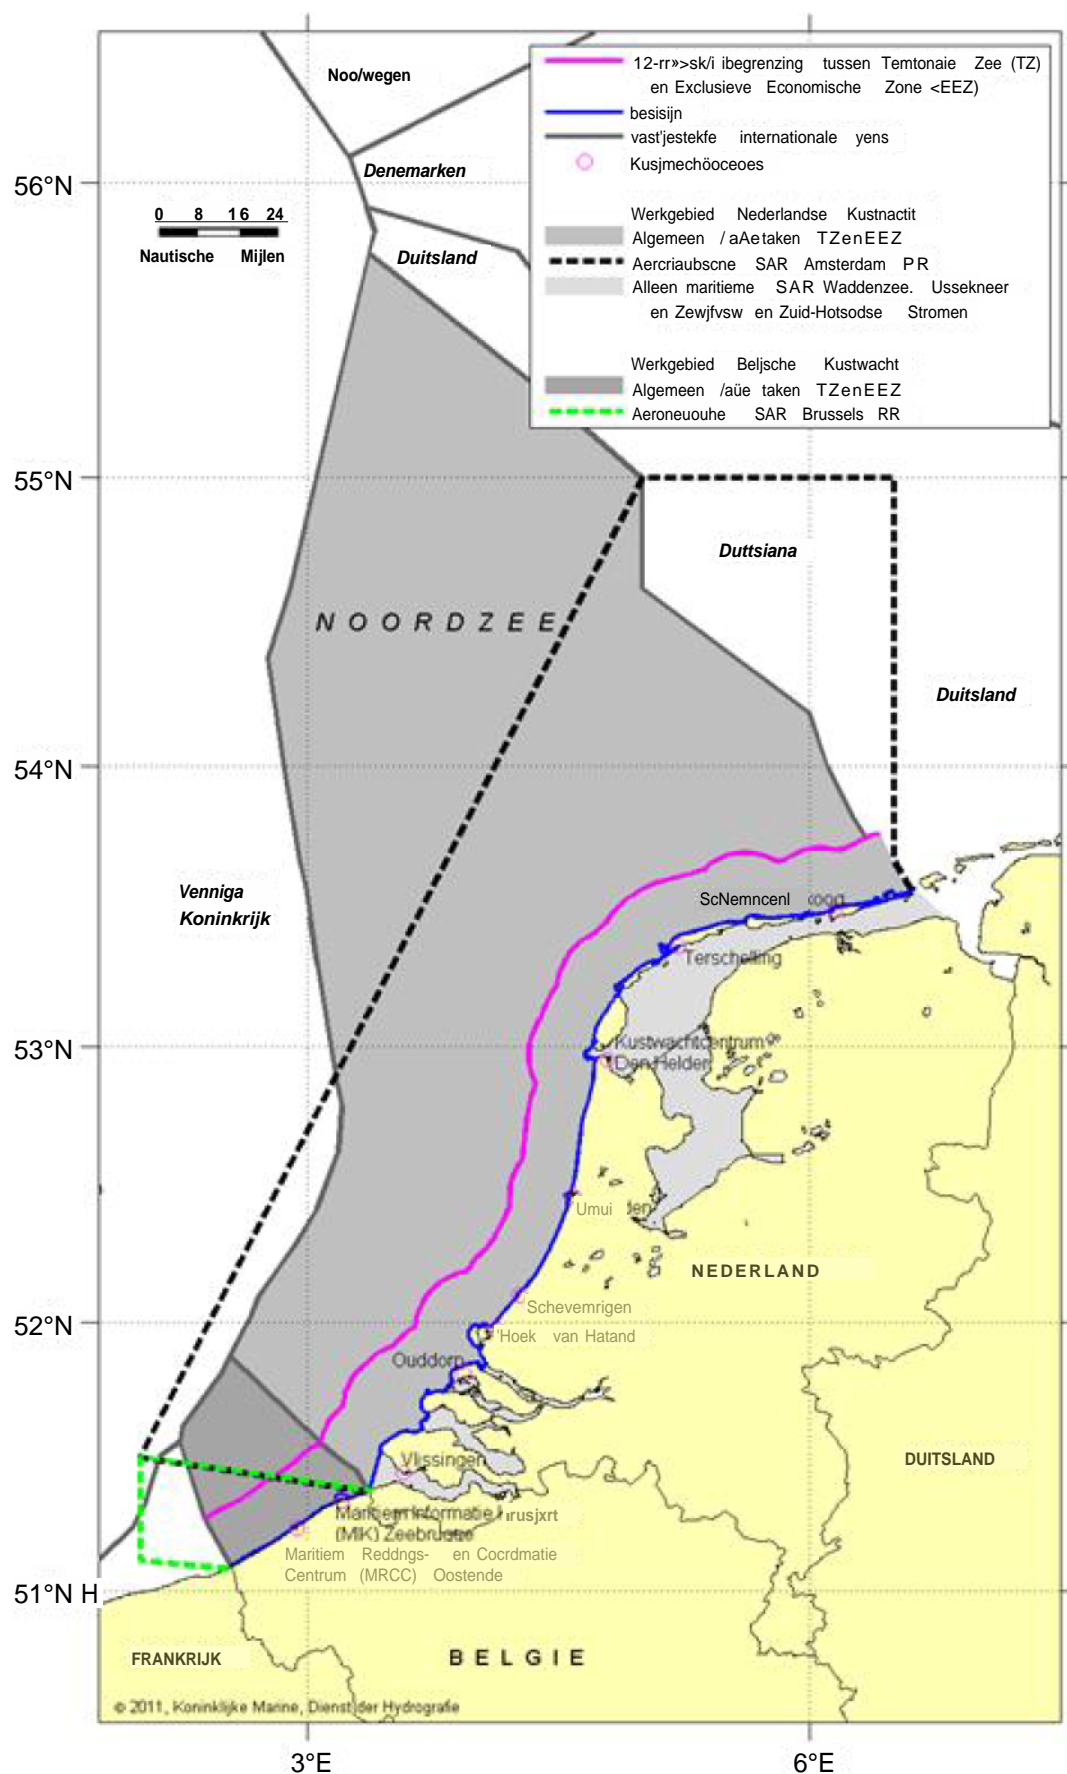 Noo/wegen
Denemarken
Duitsland
56°N
0 8 16 24
Nautische Mijlen
12-rr»>sk/i ibegrenzing tussen Temtonaie Zee (TZ)
en Exclusieve Economische Zone <EEZ)
besisijn
vast'jestekfe internationale yens
Kusjmechöoceoes
Werkgebied Nederlandse Kustnactit
Algemeen / aAetaken TZenEEZ
Aercriaubscne SAR Amsterdam PR
Alleen maritieme SAR Waddenzee. Ussekneer
en Zewjfvsw en Zuid-Hotsodse Stromen
Werkgebied Beljsche Kustwacht
Algemeen /aüe taken TZenEEZ
Aeroneuouhe SAR Brussels RR
55°N
Duttsiana
NOORDZEE
Duitsland
54°N
Venniga
Koninkrijk
ScNemncenl koog
Terschelling
53°N
Kustwachtcentrum
Den Helder
Umui den
NEDERLAND
Schevemrigen
52°N
'Hoek van Hatand
Ouddorp
Vlissingen
DUITSLAND
Maritiem Informatie Kruisjxrt
(MIK) Zeebrugge
Maritiem Reddngs- en Cocrdmatie
Centrum (MRCC) Oostende
51°N H
FRANKRIJK
BELGIE
© 2011, Koninklijke Marine, Dienst der Hydrografie
3°E
6°E